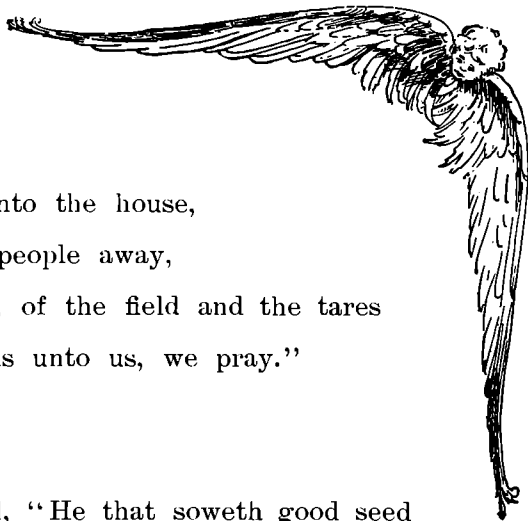 nto the house,
people away,
of the field and the tares
s unto us, we pray."
, "He that soweth good seed